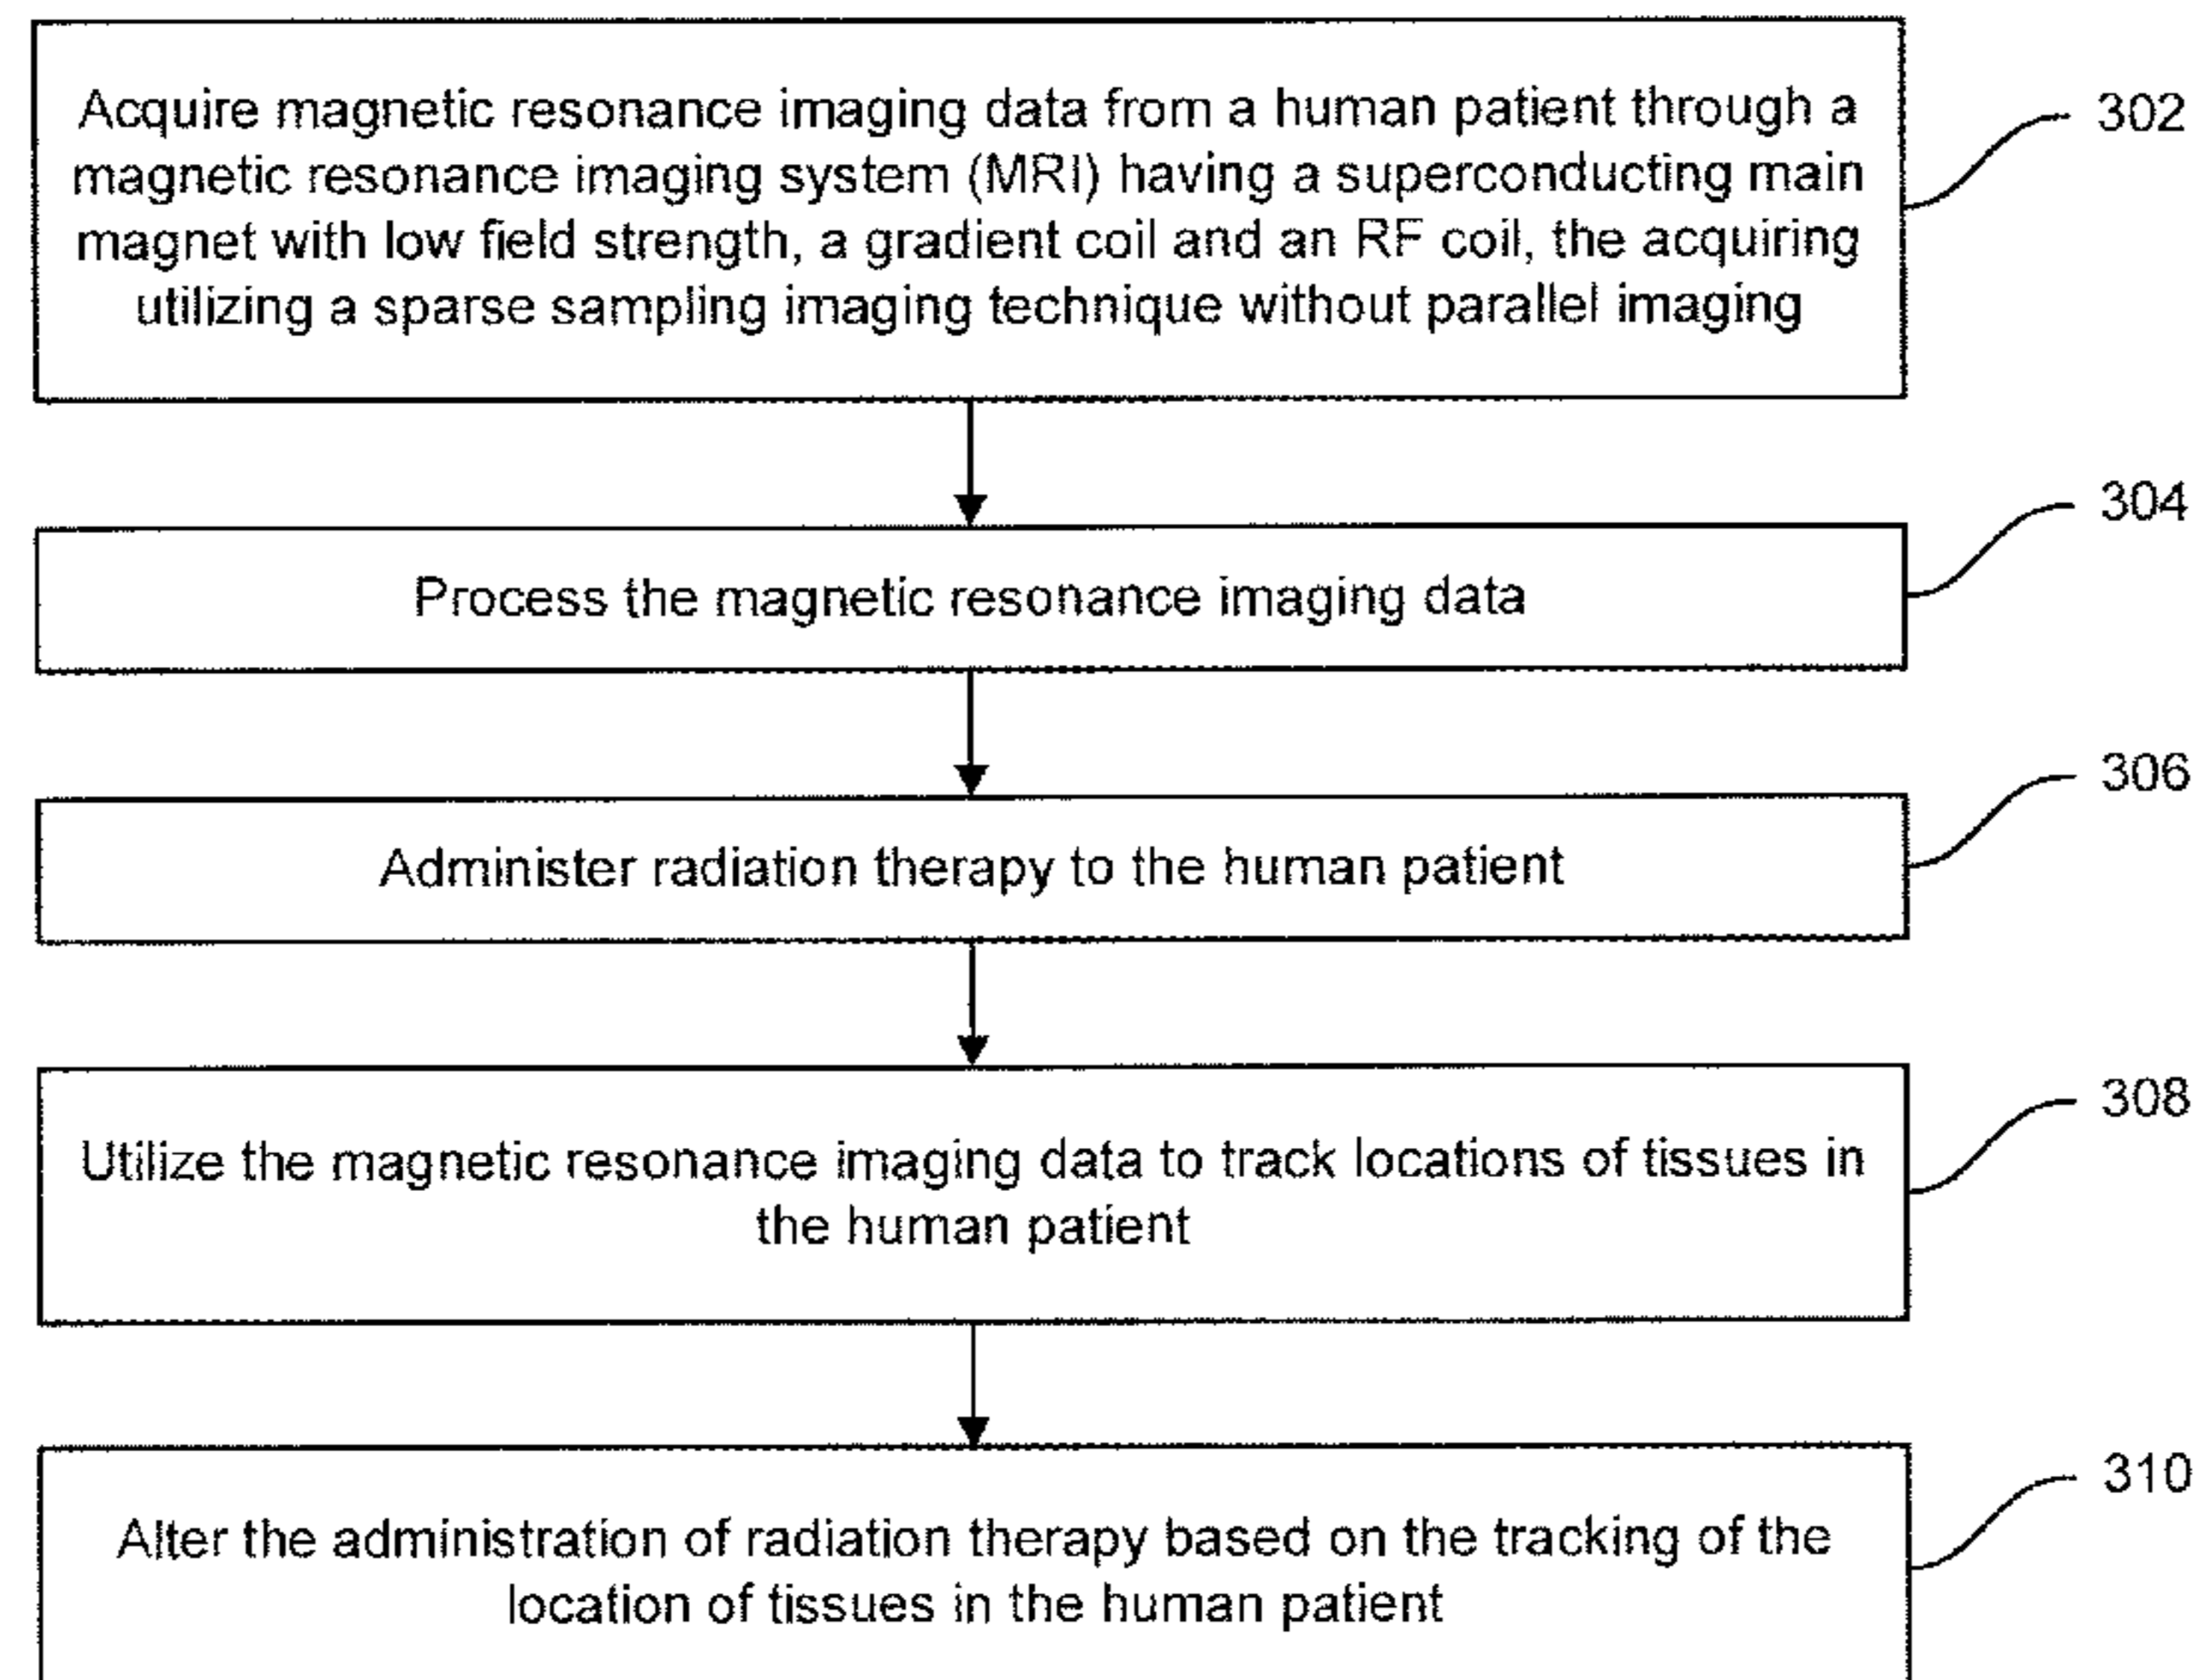 Acquire magnetic resonance imaging data from a human patient through a
magnetic resonance imaging system (MRI) having a superconducting main
magnet with low field strength, a gradient coil and an RF coil, the acquiring
utilizing a sparse sampling imaging technique without parallel imaging
302
Process the magnetic resonance imaging data
304
Administer radiation therapy to the human patient
306
Utilize the magnetic resonance imaging data to track locations of tissues in
the human patient
308
Alter the administration of radiation therapy based on the tracking of the
location of tissues in the human patient
310